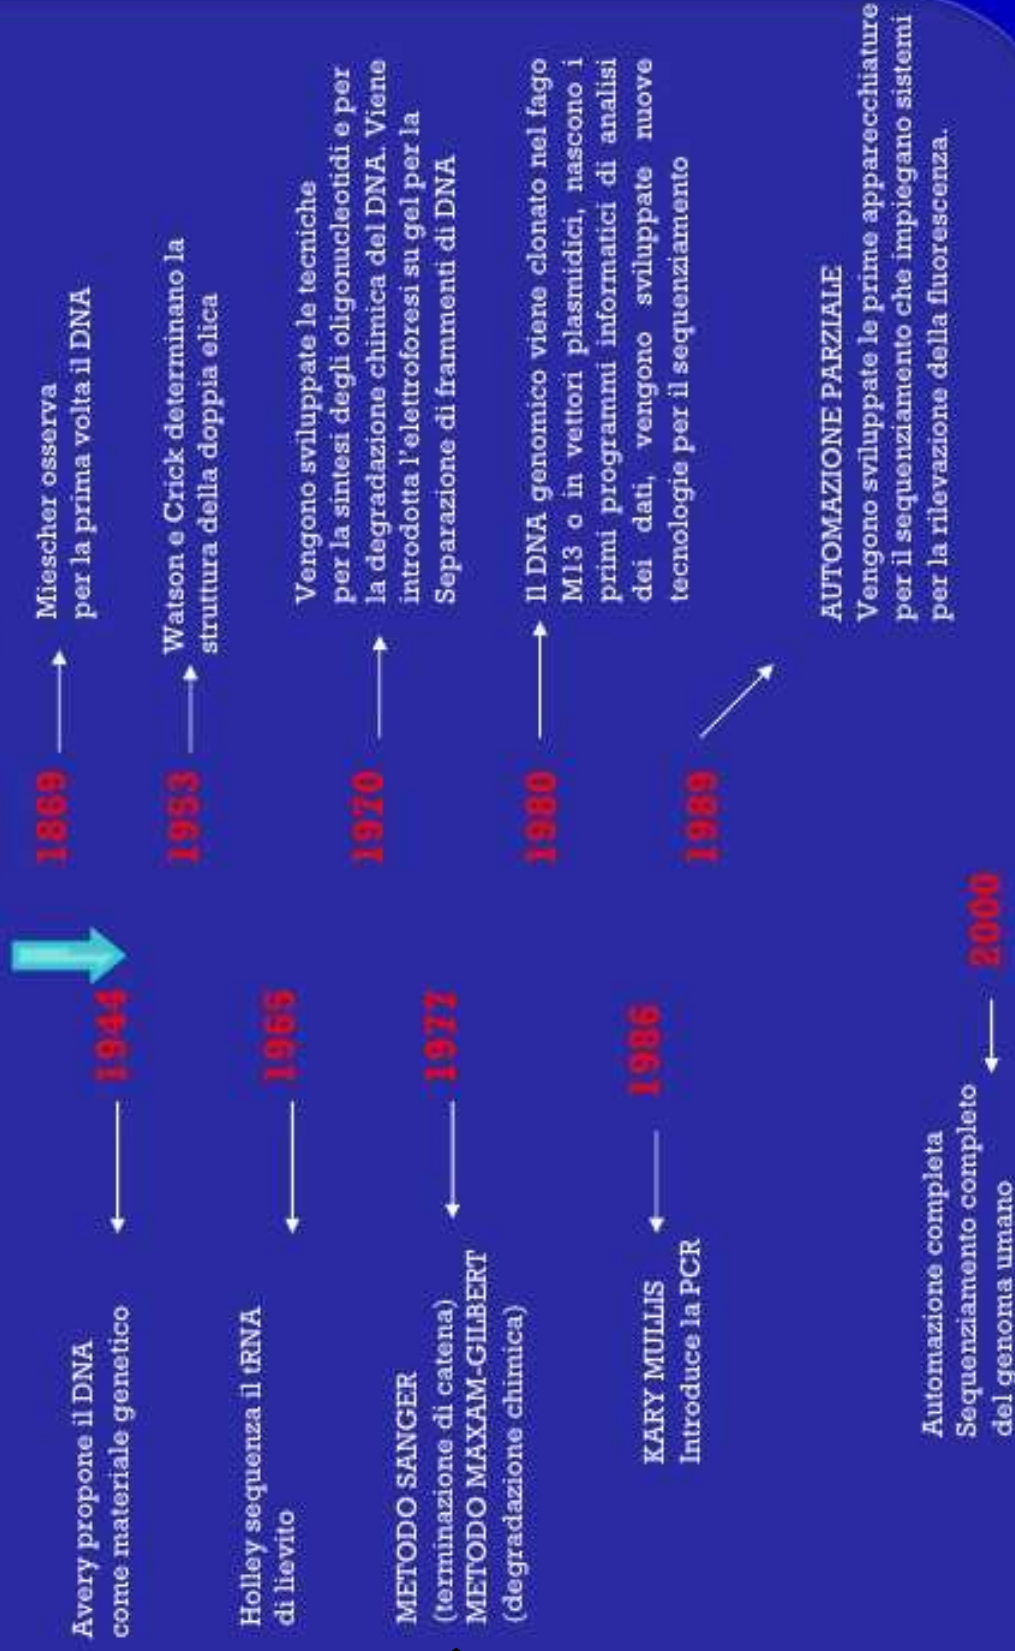 1869
Miescher osserva
per la prima volta il DNA
1944
Avery propone il DNA
come materiale genetico
1953
Watson e Crick determinano la
struttura della doppia elica
1965
Holley sequenza il tRNA
di lievito
1970
Vengono sviluppate le tecniche
per la sintesi degli oligonucleotidi e per
la degradazione chimica del DNA. Viene
introdotta l'elettroforesi su gel per la
Separazione di frammenti di DNA
1977
METODO SANGER
(terminazione di catena)
METODO MAXAM-GILBERT
(degradazione chimica)
1980
Il DNA genomico viene clonato nel fago
M13 o in vettori plasmidici, nascono i
primi programmi informatici di analisi
dei dati, vengono sviluppate nuove
tecnologie per il sequenziamento
1986
KARY MULLIS
Introduce la PCR
1989
AUTOMAZIONE PARZIALE
Vengono sviluppate le prime apparecchiature
per il sequenziamento che impiegano sistemi
per la rilevazione della fluorescenza.
2000
Automazione completa
Sequenziamento completo
del genoma umano